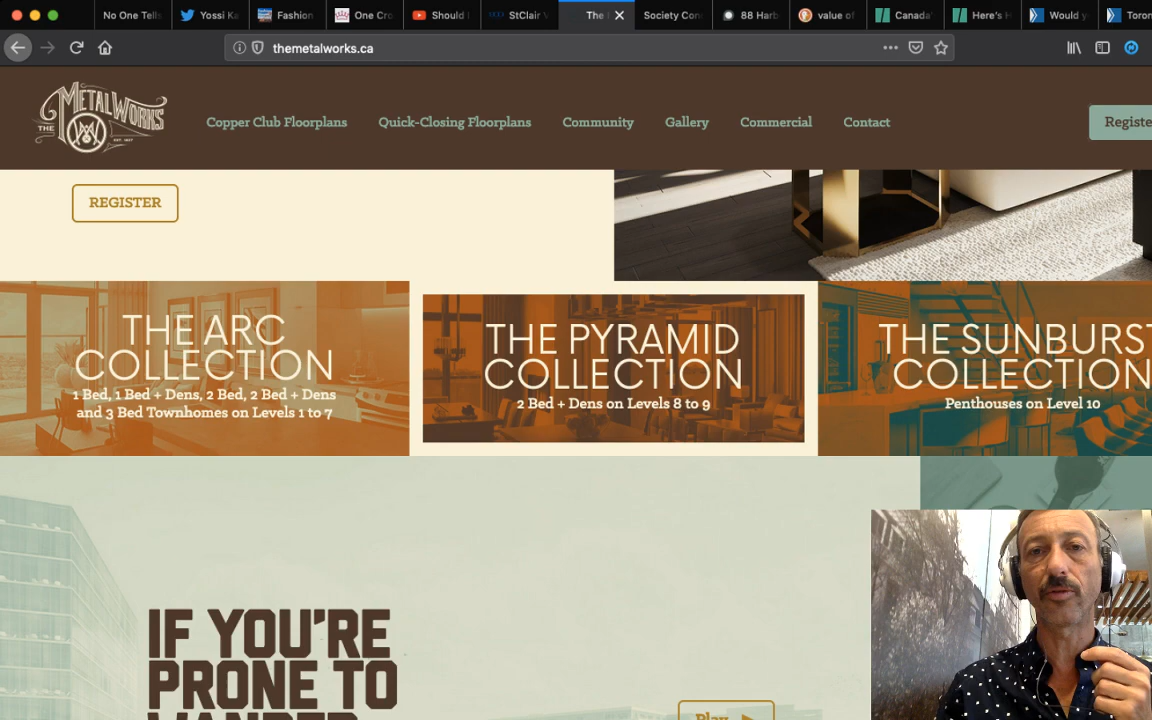 No One Tells
Yossi Ka
Fashion
One Cro
Should
StClair
The
Society Con
88 Harb
value of
Canada'
Here's H
Would y
Toron
themetalworks.ca
THE METALWORKS
EST. 1827
Copper Club Floorplans
Quick-Closing Floorplans
Community
Gallery
Commercial
Contact
Registe
REGISTER
THE ARC
COLLECTION
1 Bed, 1 Bed + Dens, 2 Bed, 2 Bed + Dens
and 3 Bed Townhomes on Levels 1 to 7
THE PYRAMID
COLLECTION
2 Bed + Dens on Levels 8 to 9
THE SUNBURST
COLLECTION
Penthouses on Level 10
IF YOU'RE
PRONE TO
WANDER
Play